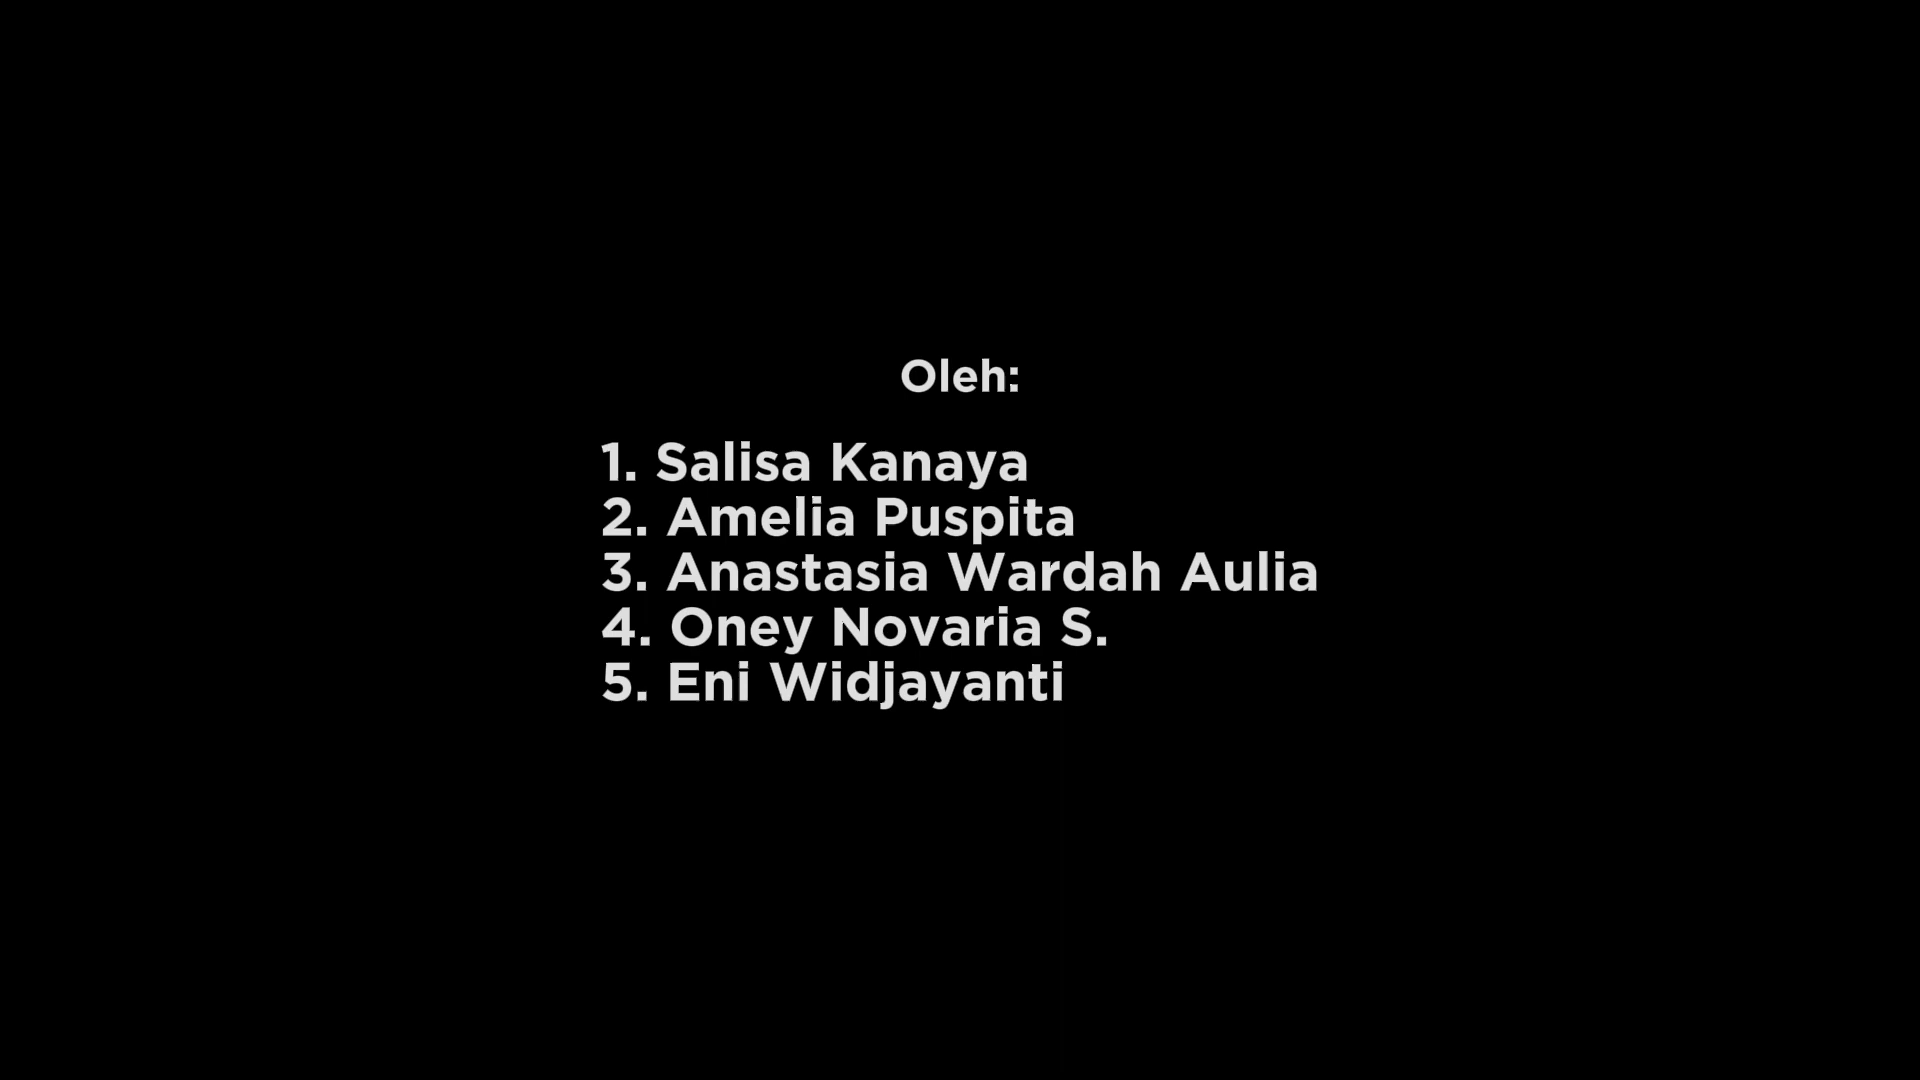 Oleh:
1. Salisa Kanaya
2. Amelia Puspita
3. Anastasia Wardah Aulia
4. Oney Novaria S.
5. Eni Widjayanti